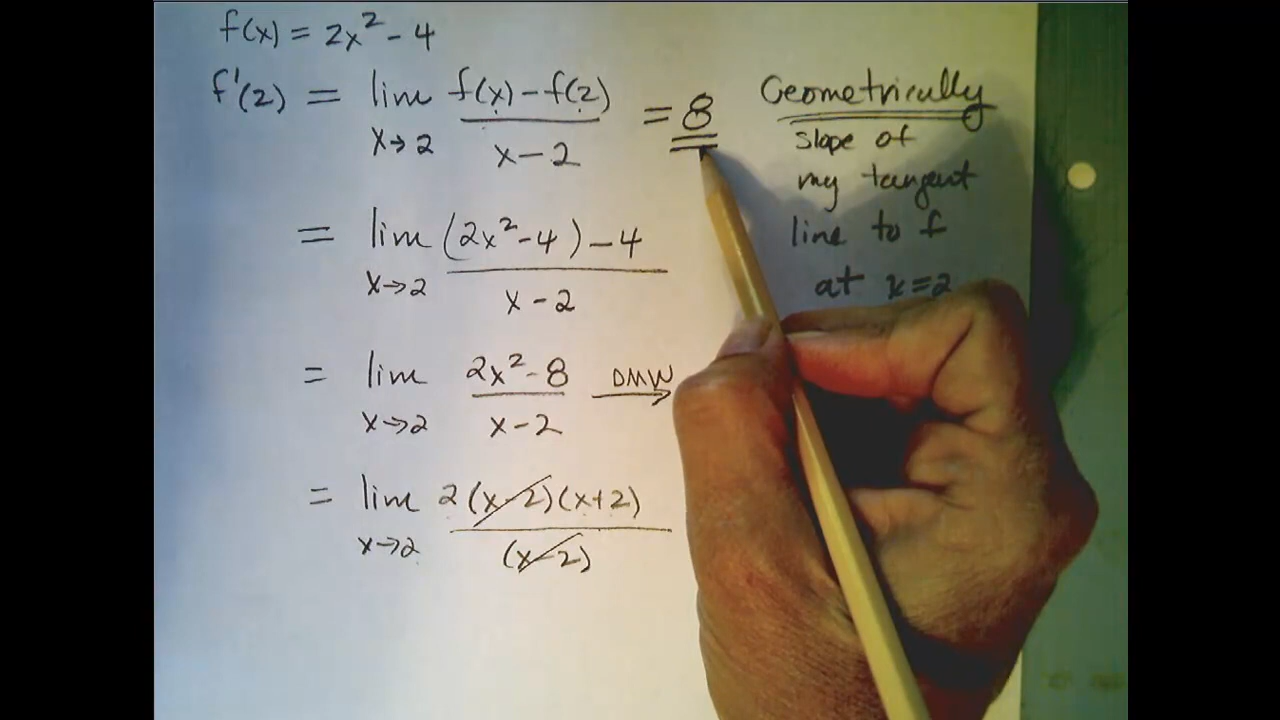 f(x) = 2x² - 4
f'(2) = lim x→2 f(x) - f(2) / x - 2 = 8
= lim x→2 (2x² - 4) - 4 / x - 2
= lim x→2 2x² - 8 / x - 2 DMW →
= lim x→2 2(x - 2)(x + 2) / (x - 2)
Geometrically
slope of
my tangent
line to f
at x = 2